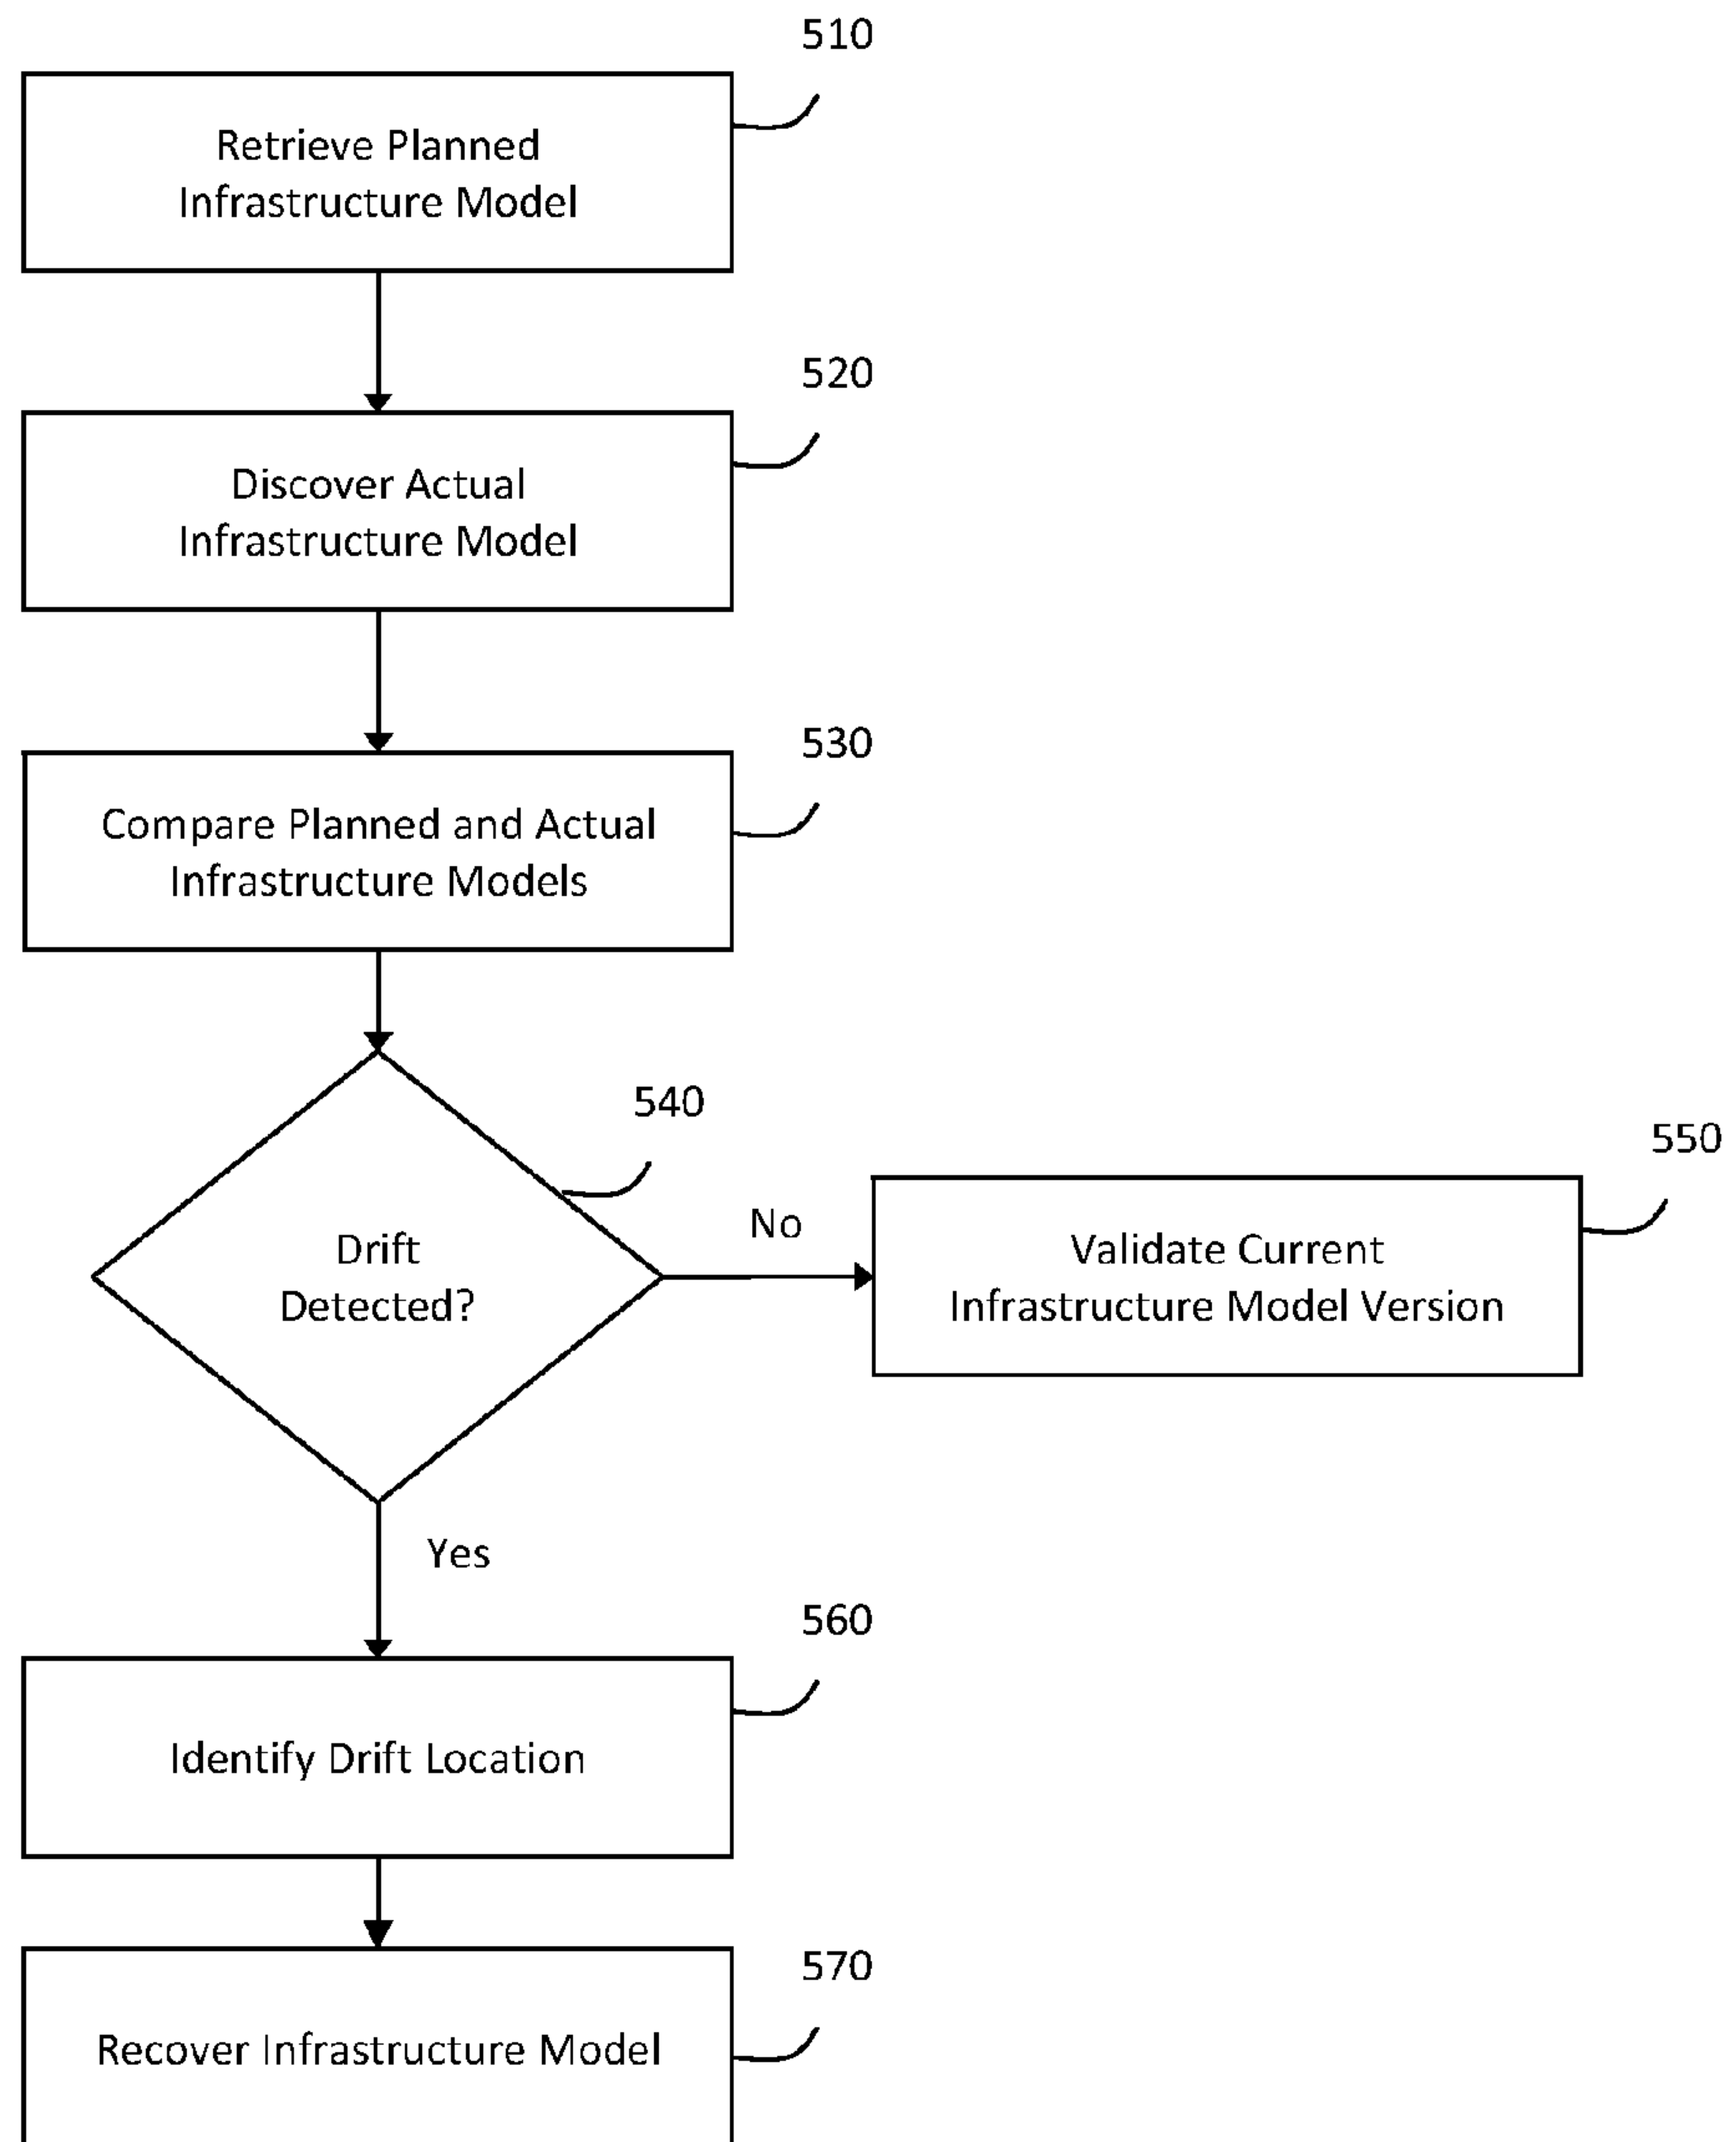 510
Retrieve Planned
Infrastructure Model
520
Discover Actual
Infrastructure Model
530
Compare Planned and Actual
Infrastructure Models
540
Drift
Detected?
No
550
Validate Current
Infrastructure Model Version
Yes
560
Identify Drift Location
570
Recover Infrastructure Model